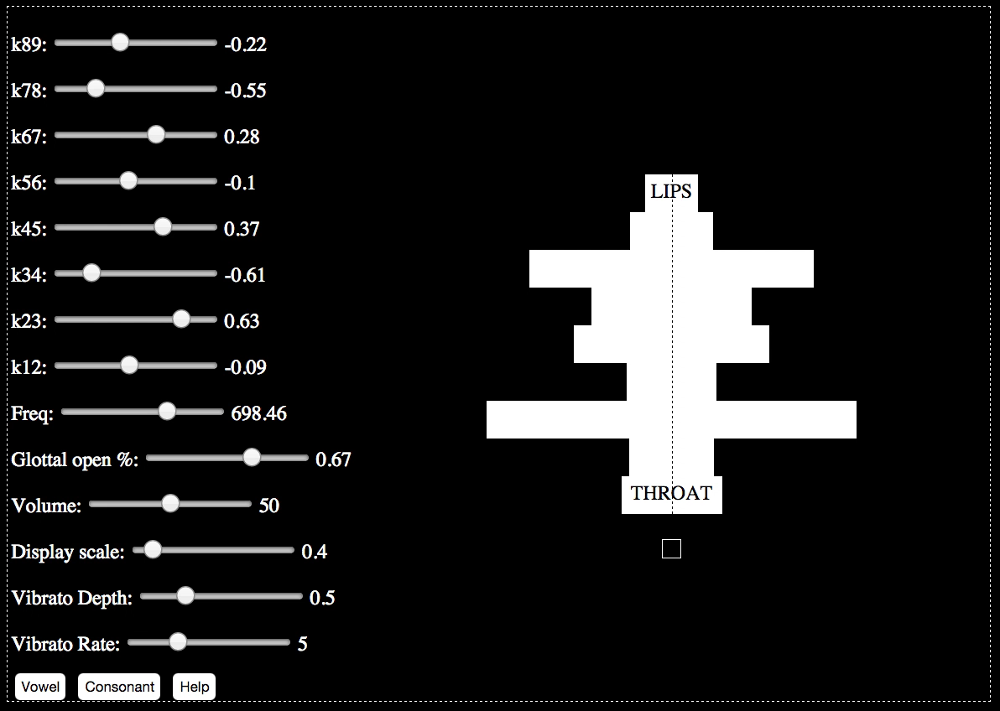 k89: -0.22
k78: -0.55
k67: 0.28
k56: -0.1
k45: 0.37
k34: -0.61
k23: 0.63
k12: -0.09
Freq: 698.46
Glottal open %: 0.67
Volume: 50
Display scale: 0.4
Vibrato Depth: 0.5
Vibrato Rate: 5
Vowel Consonant Help
LIPS
THROAT